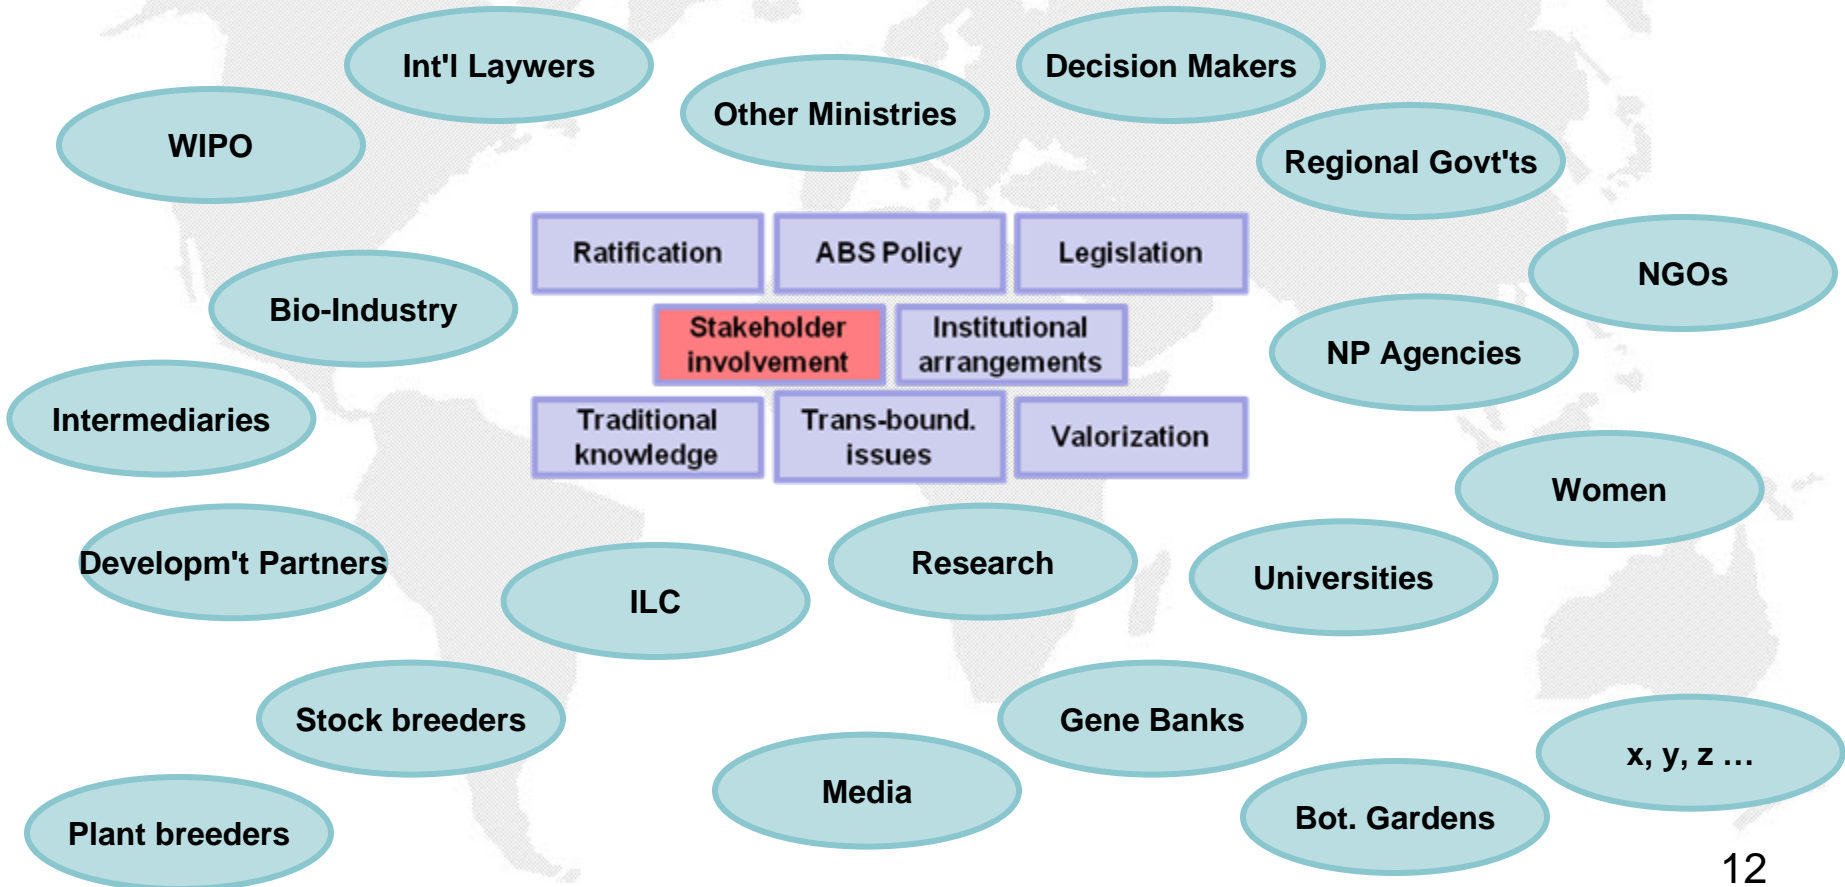 Int'l Laywers
Decision Makers
Other Ministries
WIPO
Regional Govt'ts
Ratification
ABS Policy
Legislation
NGOs
Bio-Industry
Stakeholder
involvement
Institutional
arrangements
NP Agencies
Intermediaries
Traditional
knowledge
Trans-bound.
issues
Valorization
Women
Developm't Partners
ILC
Research
Universities
Stock breeders
Gene Banks
x, y, z …
Media
Plant breeders
Bot. Gardens
12